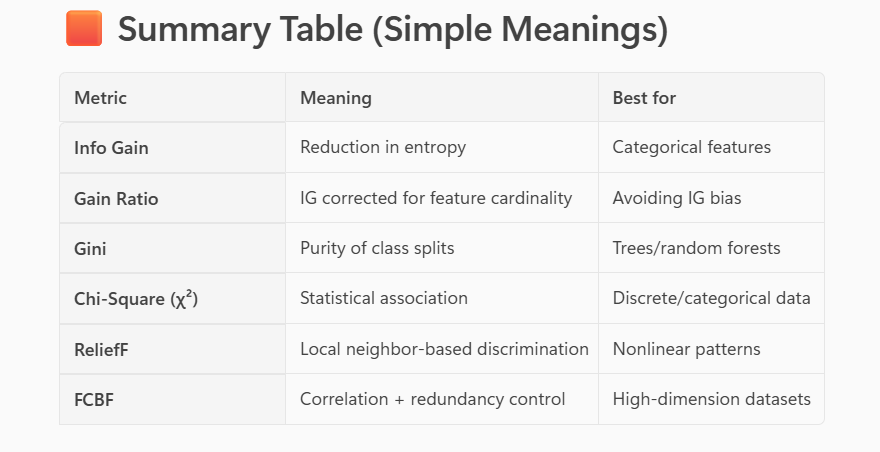 Summary Table (Simple Meanings)
Metric Meaning Best for
Info Gain Reduction in entropy Categorical features
Gain Ratio IG corrected for feature cardinality Avoiding IG bias
Gini Purity of class splits Trees/random forests
Chi-Square (χ²) Statistical association Discrete/categorical data
ReliefF Local neighbor-based discrimination Nonlinear patterns
FCBF Correlation + redundancy control High-dimension datasets